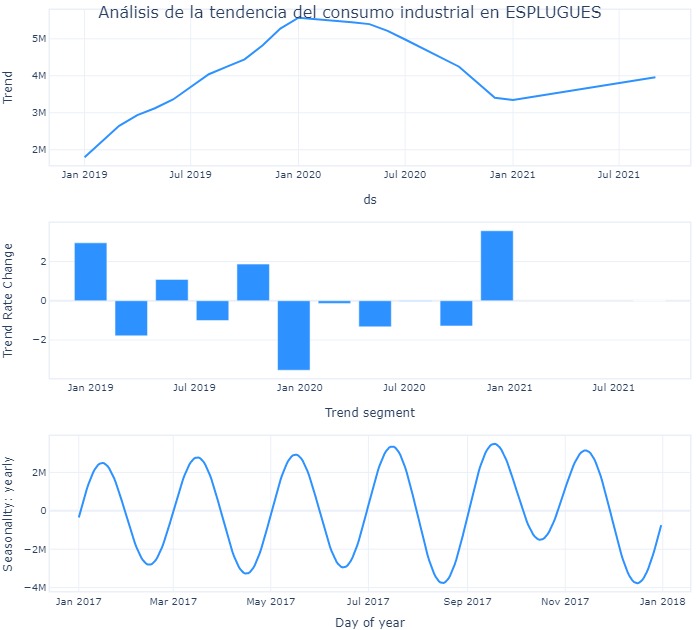 Análisis de la tendencia del consumo industrial en ESPLUGUES
5M
4M
3M
2M
Trend
Jan 2019 Jul 2019 Jan 2020 Jul 2020 Jan 2021 Jul 2021
ds
2
0
−2
Trend Rate Change
Jan 2019 Jul 2019 Jan 2020 Jul 2020 Jan 2021 Jul 2021
Trend segment
2M
0
−2M
−4M
Seasonality: yearly
Jan 2017 Mar 2017 May 2017 Jul 2017 Sep 2017 Nov 2017 Jan 2018
Day of year